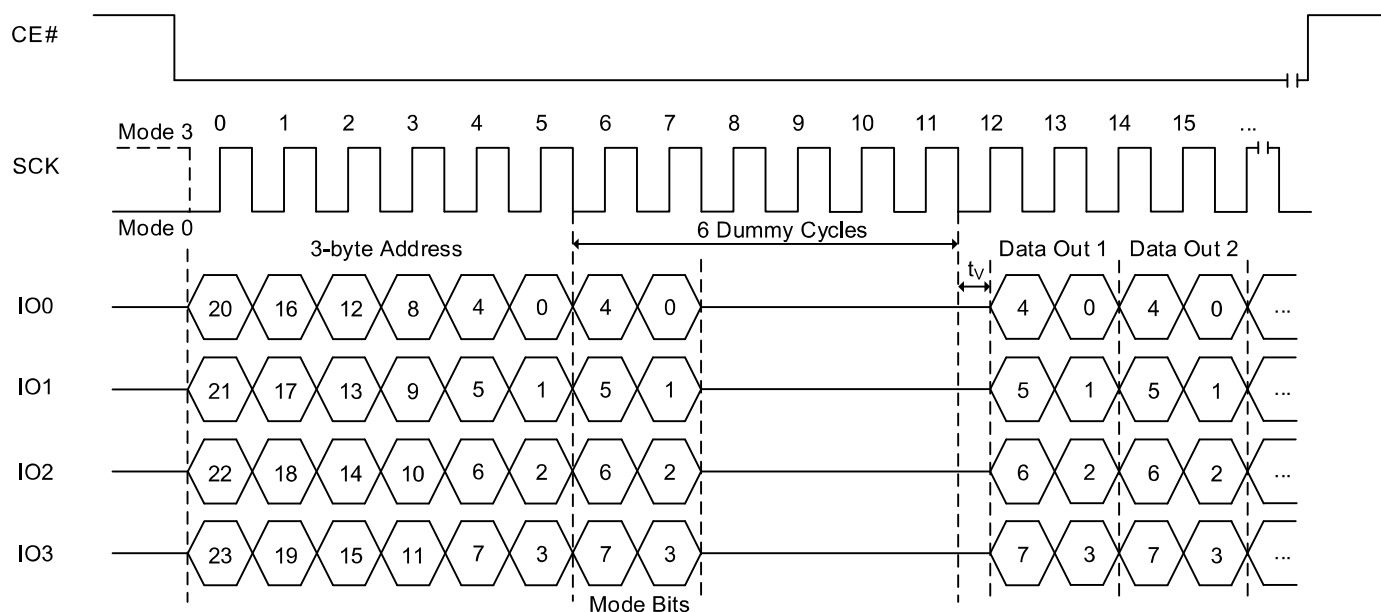 CE#
0 1 2 3 4 5 6 7 8 9 10 11 12 13 14 15 ...
Mode 3
SCK
Mode 0
3-byte Address
6 Dummy Cycles
Data Out 1 Data Out 2
tV
IO0 20 16 12 8 4 0 4 0 4 0 4 0 ...
IO1 21 17 13 9 5 1 5 1 5 1 5 1 ...
IO2 22 18 14 10 6 2 6 2 6 2 6 2 ...
IO3 23 19 15 11 7 3 7 3 7 3 7 3 ...
Mode Bits